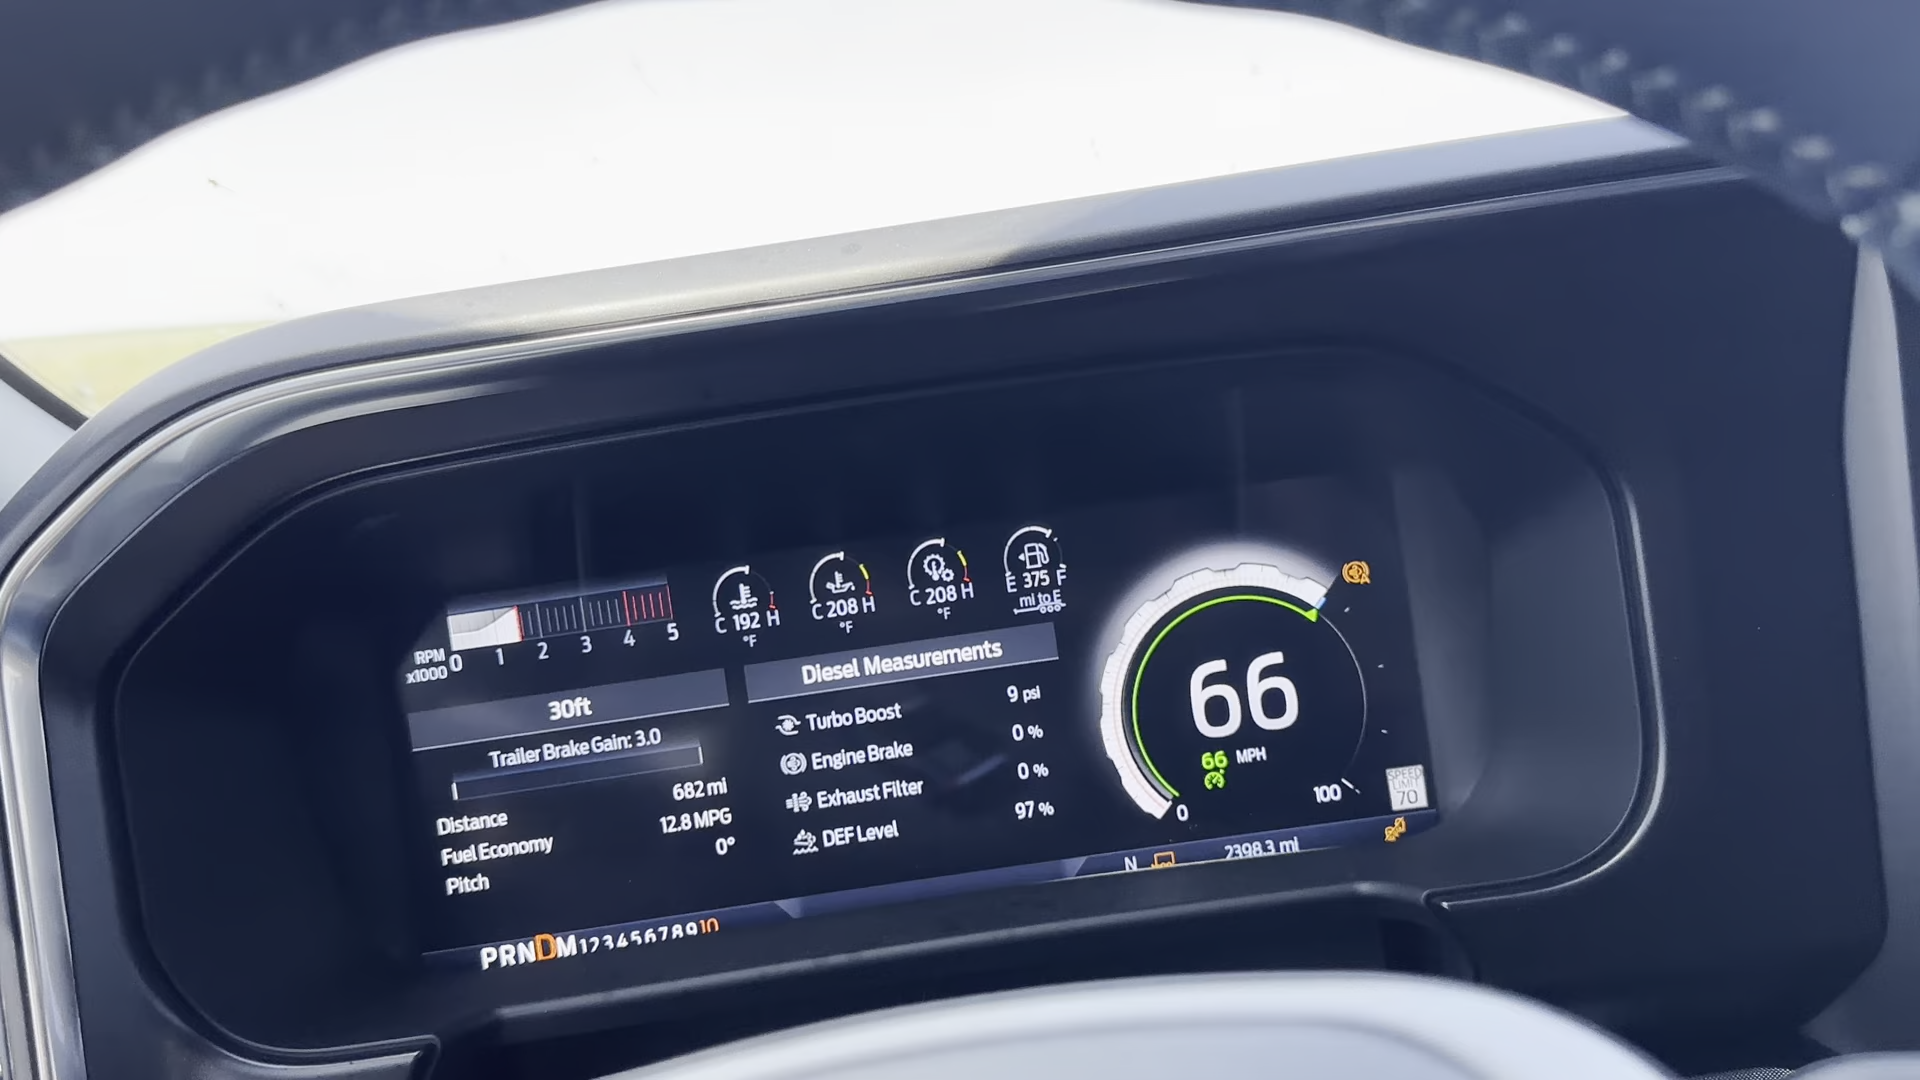 RPM
x1000
0 1 2 3 4 5
C 192 H
°F
C 208 H
°F
C 208 H
°F
E 375 F
mi to E
30ft
Trailer Brake Gain: 3.0
Distance 682 mi
Fuel Economy 12.8 MPG
Pitch 0°
Diesel Measurements
Turbo Boost 9 psi
Engine Brake 0 %
Exhaust Filter 0 %
DEF Level 97 %
A
66
66 MPH
0 100
SPEED
LIMIT
70
N 2398.3 mi
PRNDM12345678910